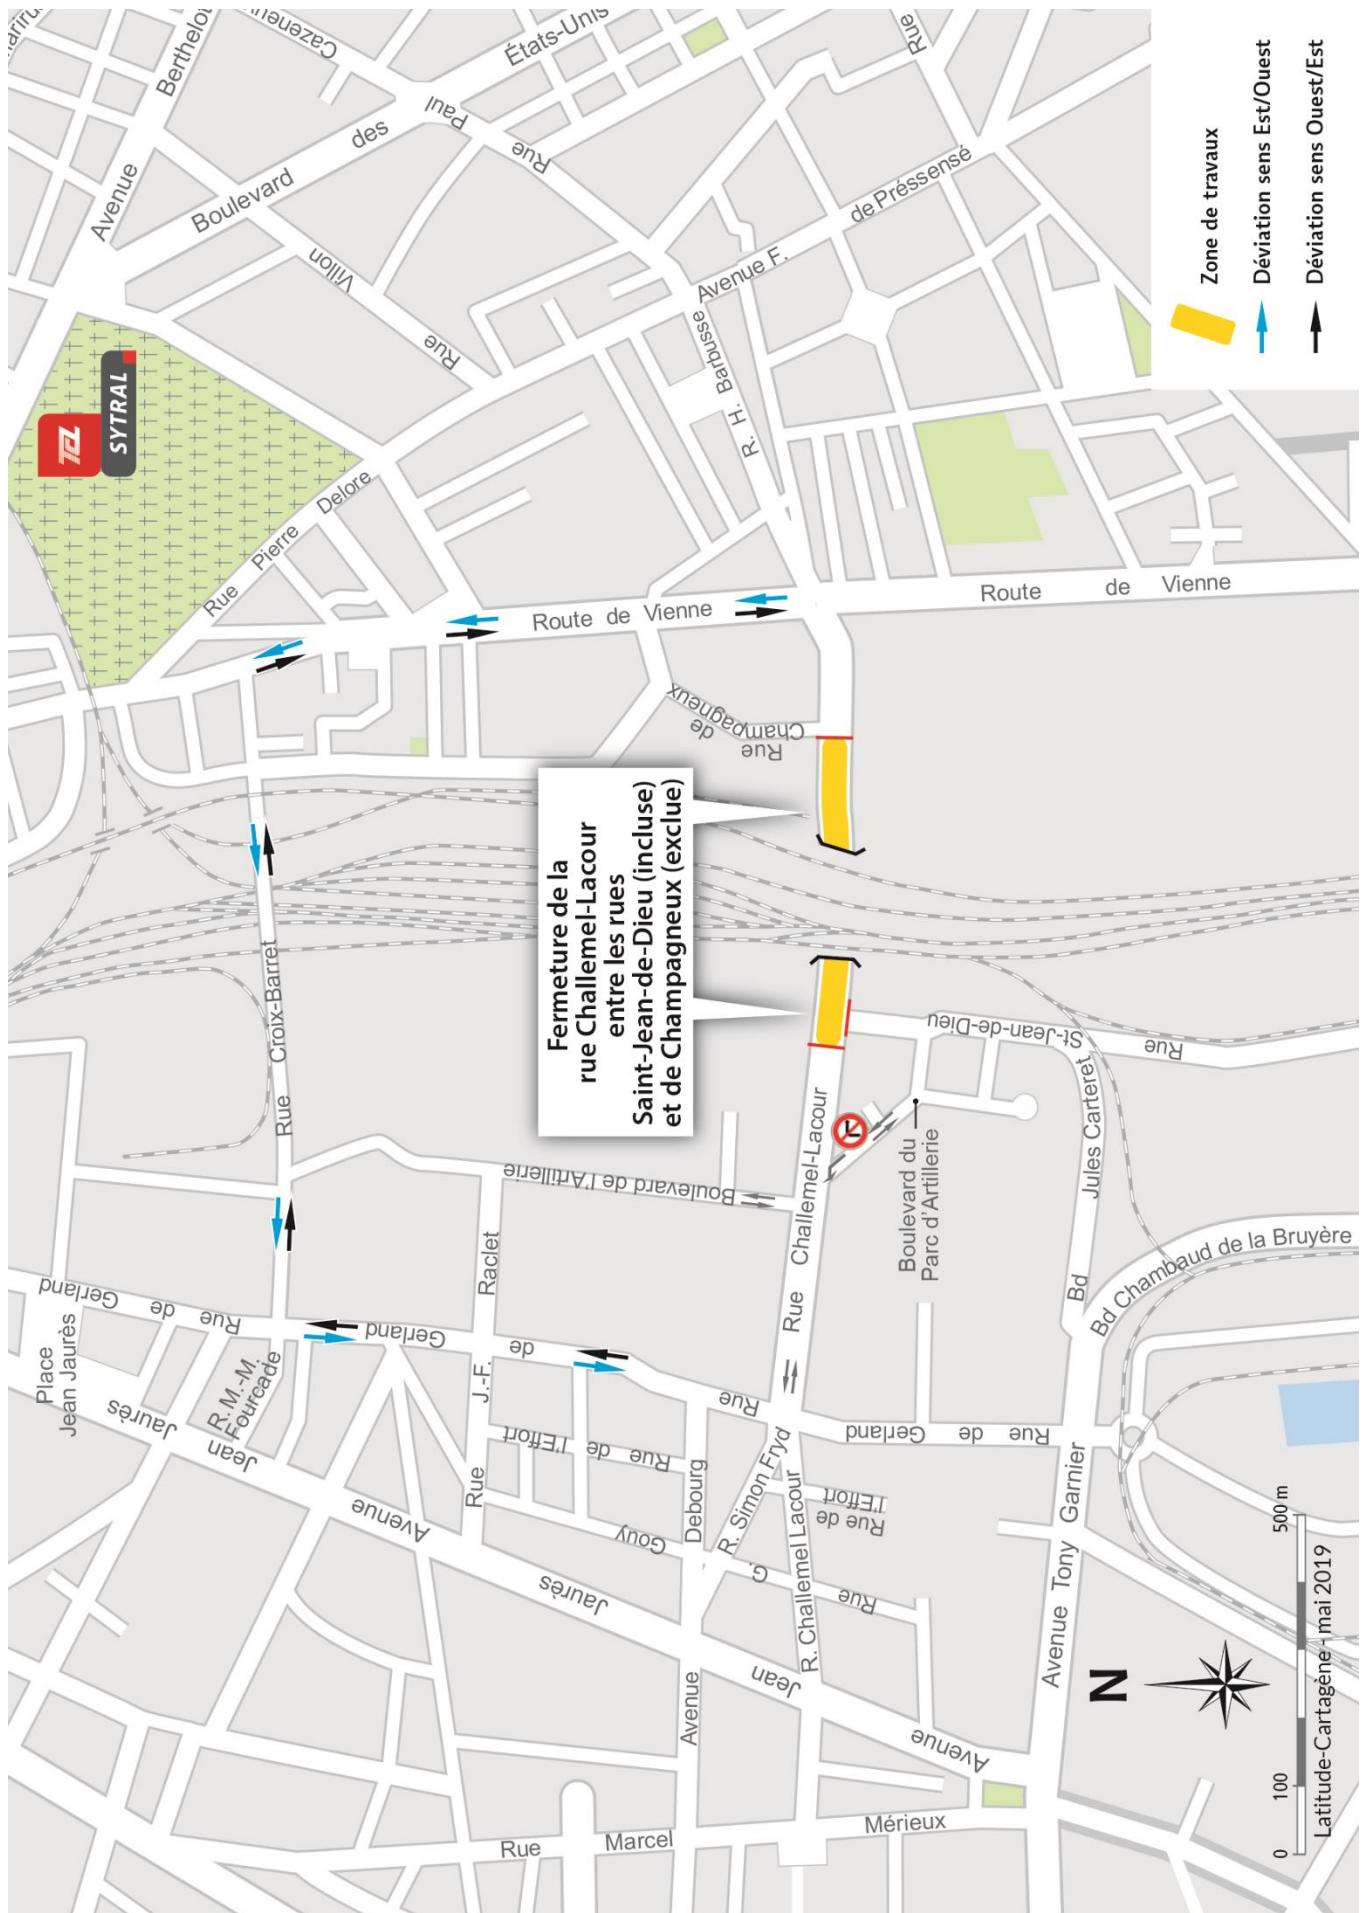 Cazeneuve
Avenue Berthelot
Boulevard des États-Unis
Rue Paul
Rue Villon
Rue
TCL
SYTRAL
Rue Pierre Delore
Avenue F. de Préssensé
R. H. Barbusse
Route de Vienne
Route de Vienne
Rue de
Champagneux
Fermeture de la
rue Challemel-Lacour
entre les rues
Saint-Jean-de-Dieu (incluse)
et de Champagneux (exclue)
Rue Croix-Barret
Rue St-Jean-de-Dieu
Bd Jules Carteret
Bd Chambaud de la Bruyère
Boulevard du
Parc d'Artillerie
Boulevard de l'Artillerie
Rue Challemel-Lacour
Place
Jean Jaurès
Rue de Gerland
R. M.-M.
Fourcade
Rue de Gerland
Rue J.-F. Raclet
Rue de l'Effort
Rue G. Gouy
Avenue Debourg
R. Simon Fryd
R. Challemel Lacour
Rue de
l'Effort
Rue de Gerland
Avenue Jean Jaurès
Avenue Jean Jaurès
Avenue Tony Garnier
Rue Marcel Mérieux
N
0 100 500 m
Latitude-Cartagène - mai 2019
Zone de travaux
Déviation sens Est/Ouest
Déviation sens Ouest/Est